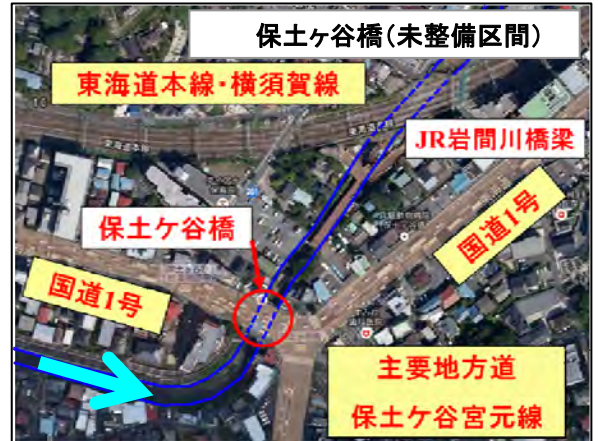 保土ヶ谷橋（未整備区間）
東海道本線・横須賀線
JR岩間川橋梁
保土ケ谷橋
国道1号
国道1号
主要地方道
保土ケ谷宮元線